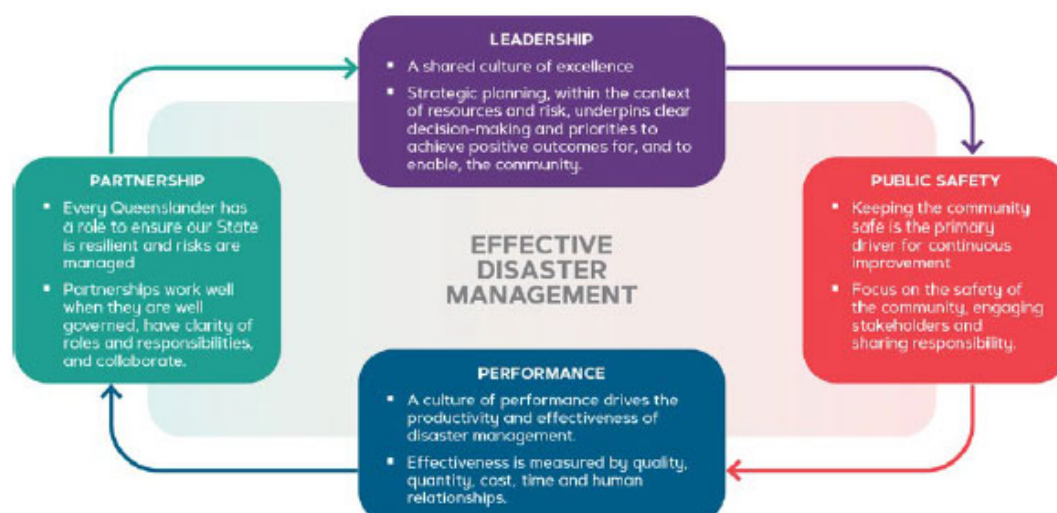 LEADERSHIP
▪ A shared culture of excellence
▪ Strategic planning, within the context
of resources and risk, underpins clear
decision-making and priorities to
achieve positive outcomes for, and to
enable, the community.
PARTNERSHIP
▪ Every Queenslander has
a role to ensure our State
is resilient and risks are
managed
▪ Partnerships work well
when they are well
governed, have clarity of
roles and responsibilities,
and collaborate.
EFFECTIVE
DISASTER
MANAGEMENT
PUBLIC SAFETY
▪ Keeping the community
safe is the primary
driver for continuous
improvement
▪ Focus on the safety of
the community, engaging
stakeholders and
sharing responsibility.
PERFORMANCE
▪ A culture of performance drives the
productivity and effectiveness of
disaster management.
▪ Effectiveness is measured by quality,
quantity, cost, time and human
relationships.